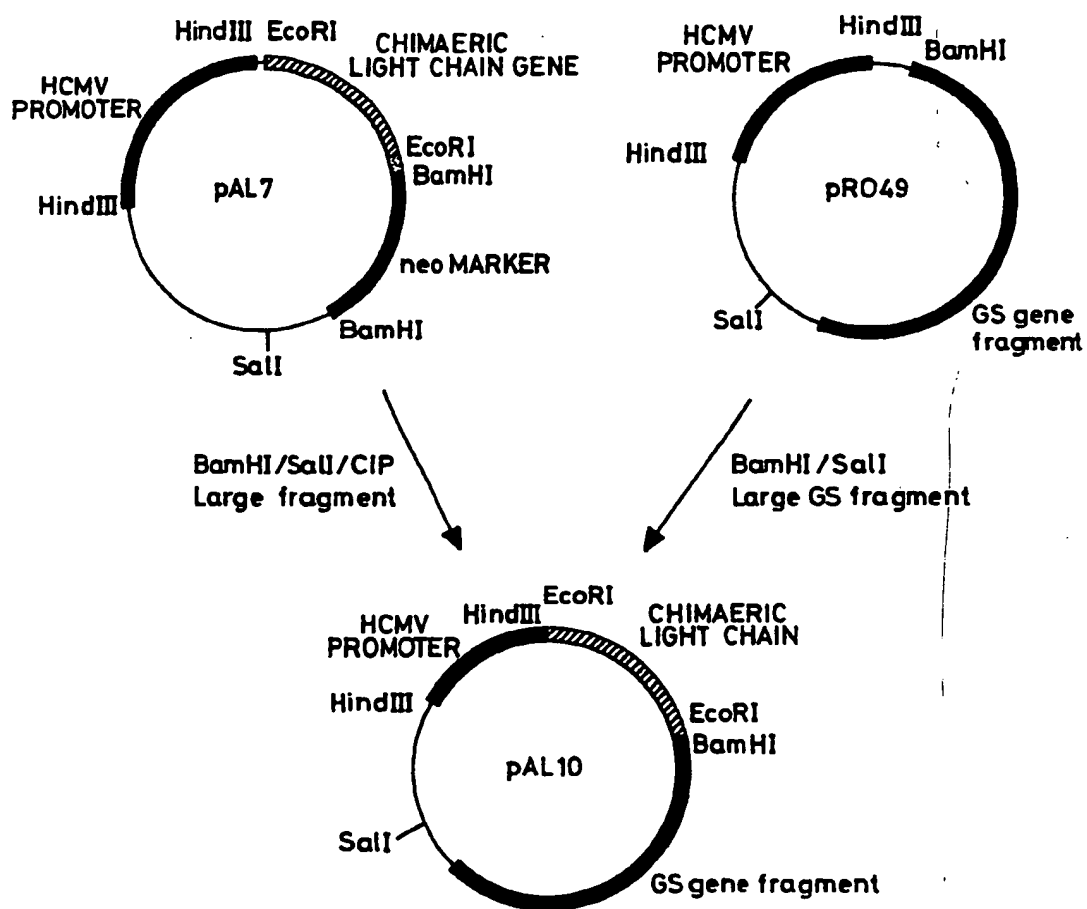 HindIII EcoRI
CHIMAERIC
LIGHT CHAIN GENE
HCMV
PROMOTER
EcoRI
BamHI
pAL7
HindIII
neo MARKER
BamHI
SalI
HCMV
PROMOTER
HindIII
BamHI
HindIII
pRO49
SalI
GS gene
fragment
BamHI/SalI/CIP
Large fragment
BamHI/SalI
Large GS fragment
HCMV
PROMOTER
HindIII
EcoRI
CHIMAERIC
LIGHT CHAIN
HindIII
EcoRI
BamHI
pAL10
SalI
GS gene fragment